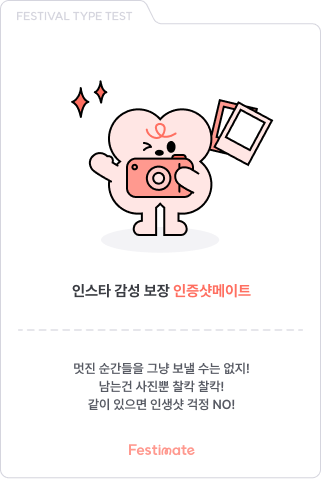 FESTIVAL TYPE TEST
인스타 감성 보장 인증샷메이트
멋진 순간들을 그냥 보낼 수는 없지!
남는건 사진뿐 찰칵 찰칵!
같이 있으면 인생샷 걱정 NO!
Festimate